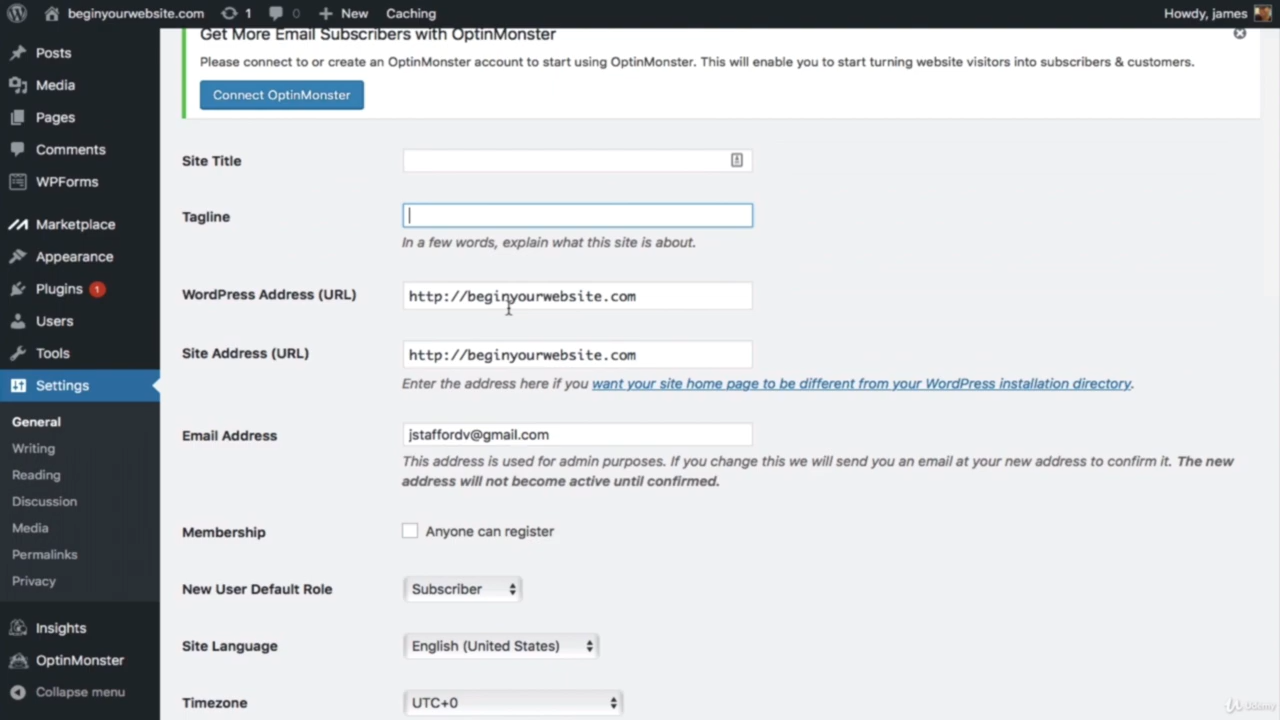 beginyourwebsite.com 1 0 + New Caching Howdy, james
Posts
Media
Pages
Comments
WPForms
Marketplace
Appearance
Plugins 1
Users
Tools
Settings
General
Writing
Reading
Discussion
Media
Permalinks
Privacy
Insights
OptinMonster
Collapse menu
Get More Email Subscribers with OptinMonster
Please connect to or create an OptinMonster account to start using OptinMonster. This will enable you to start turning website visitors into subscribers & customers.
Connect OptinMonster
Site Title
Tagline
In a few words, explain what this site is about.
WordPress Address (URL) http://beginyourwebsite.com
Site Address (URL) http://beginyourwebsite.com
Enter the address here if you want your site home page to be different from your WordPress installation directory.
Email Address jstaffordv@gmail.com
This address is used for admin purposes. If you change this we will send you an email at your new address to confirm it. The new
address will not become active until confirmed.
Membership Anyone can register
New User Default Role Subscriber
Site Language English (United States)
Timezone UTC+0
Udemy